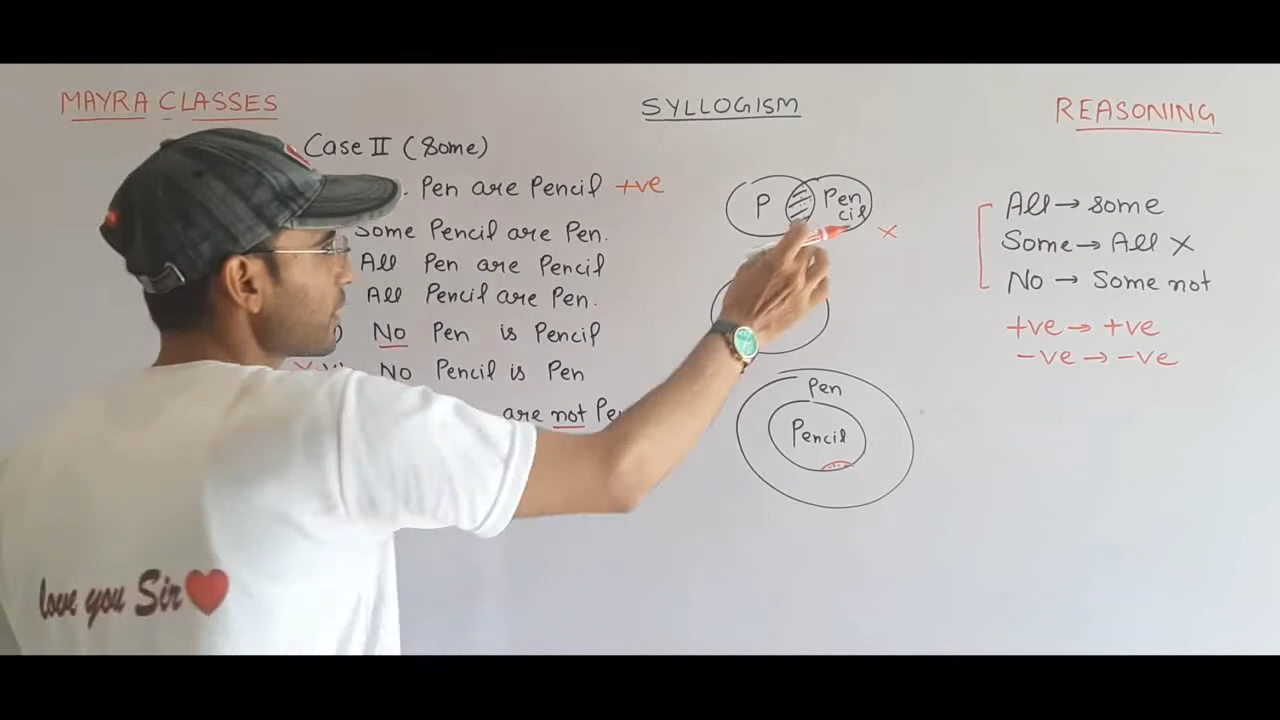 MAYRA CLASSES
SYLLOGISM
REASONING
Case II (Some)
Pen are Pencil +ve
Some Pencil are Pen.
All Pen are Pencil
All Pencil are Pen.
No Pen is Pencil
No Pencil is Pen
are not Pe
P
Pen
cil
×
Pen
Pencil
All → some
Some → All ×
No → Some not
+ve → +ve
-ve → -ve
love you Sir